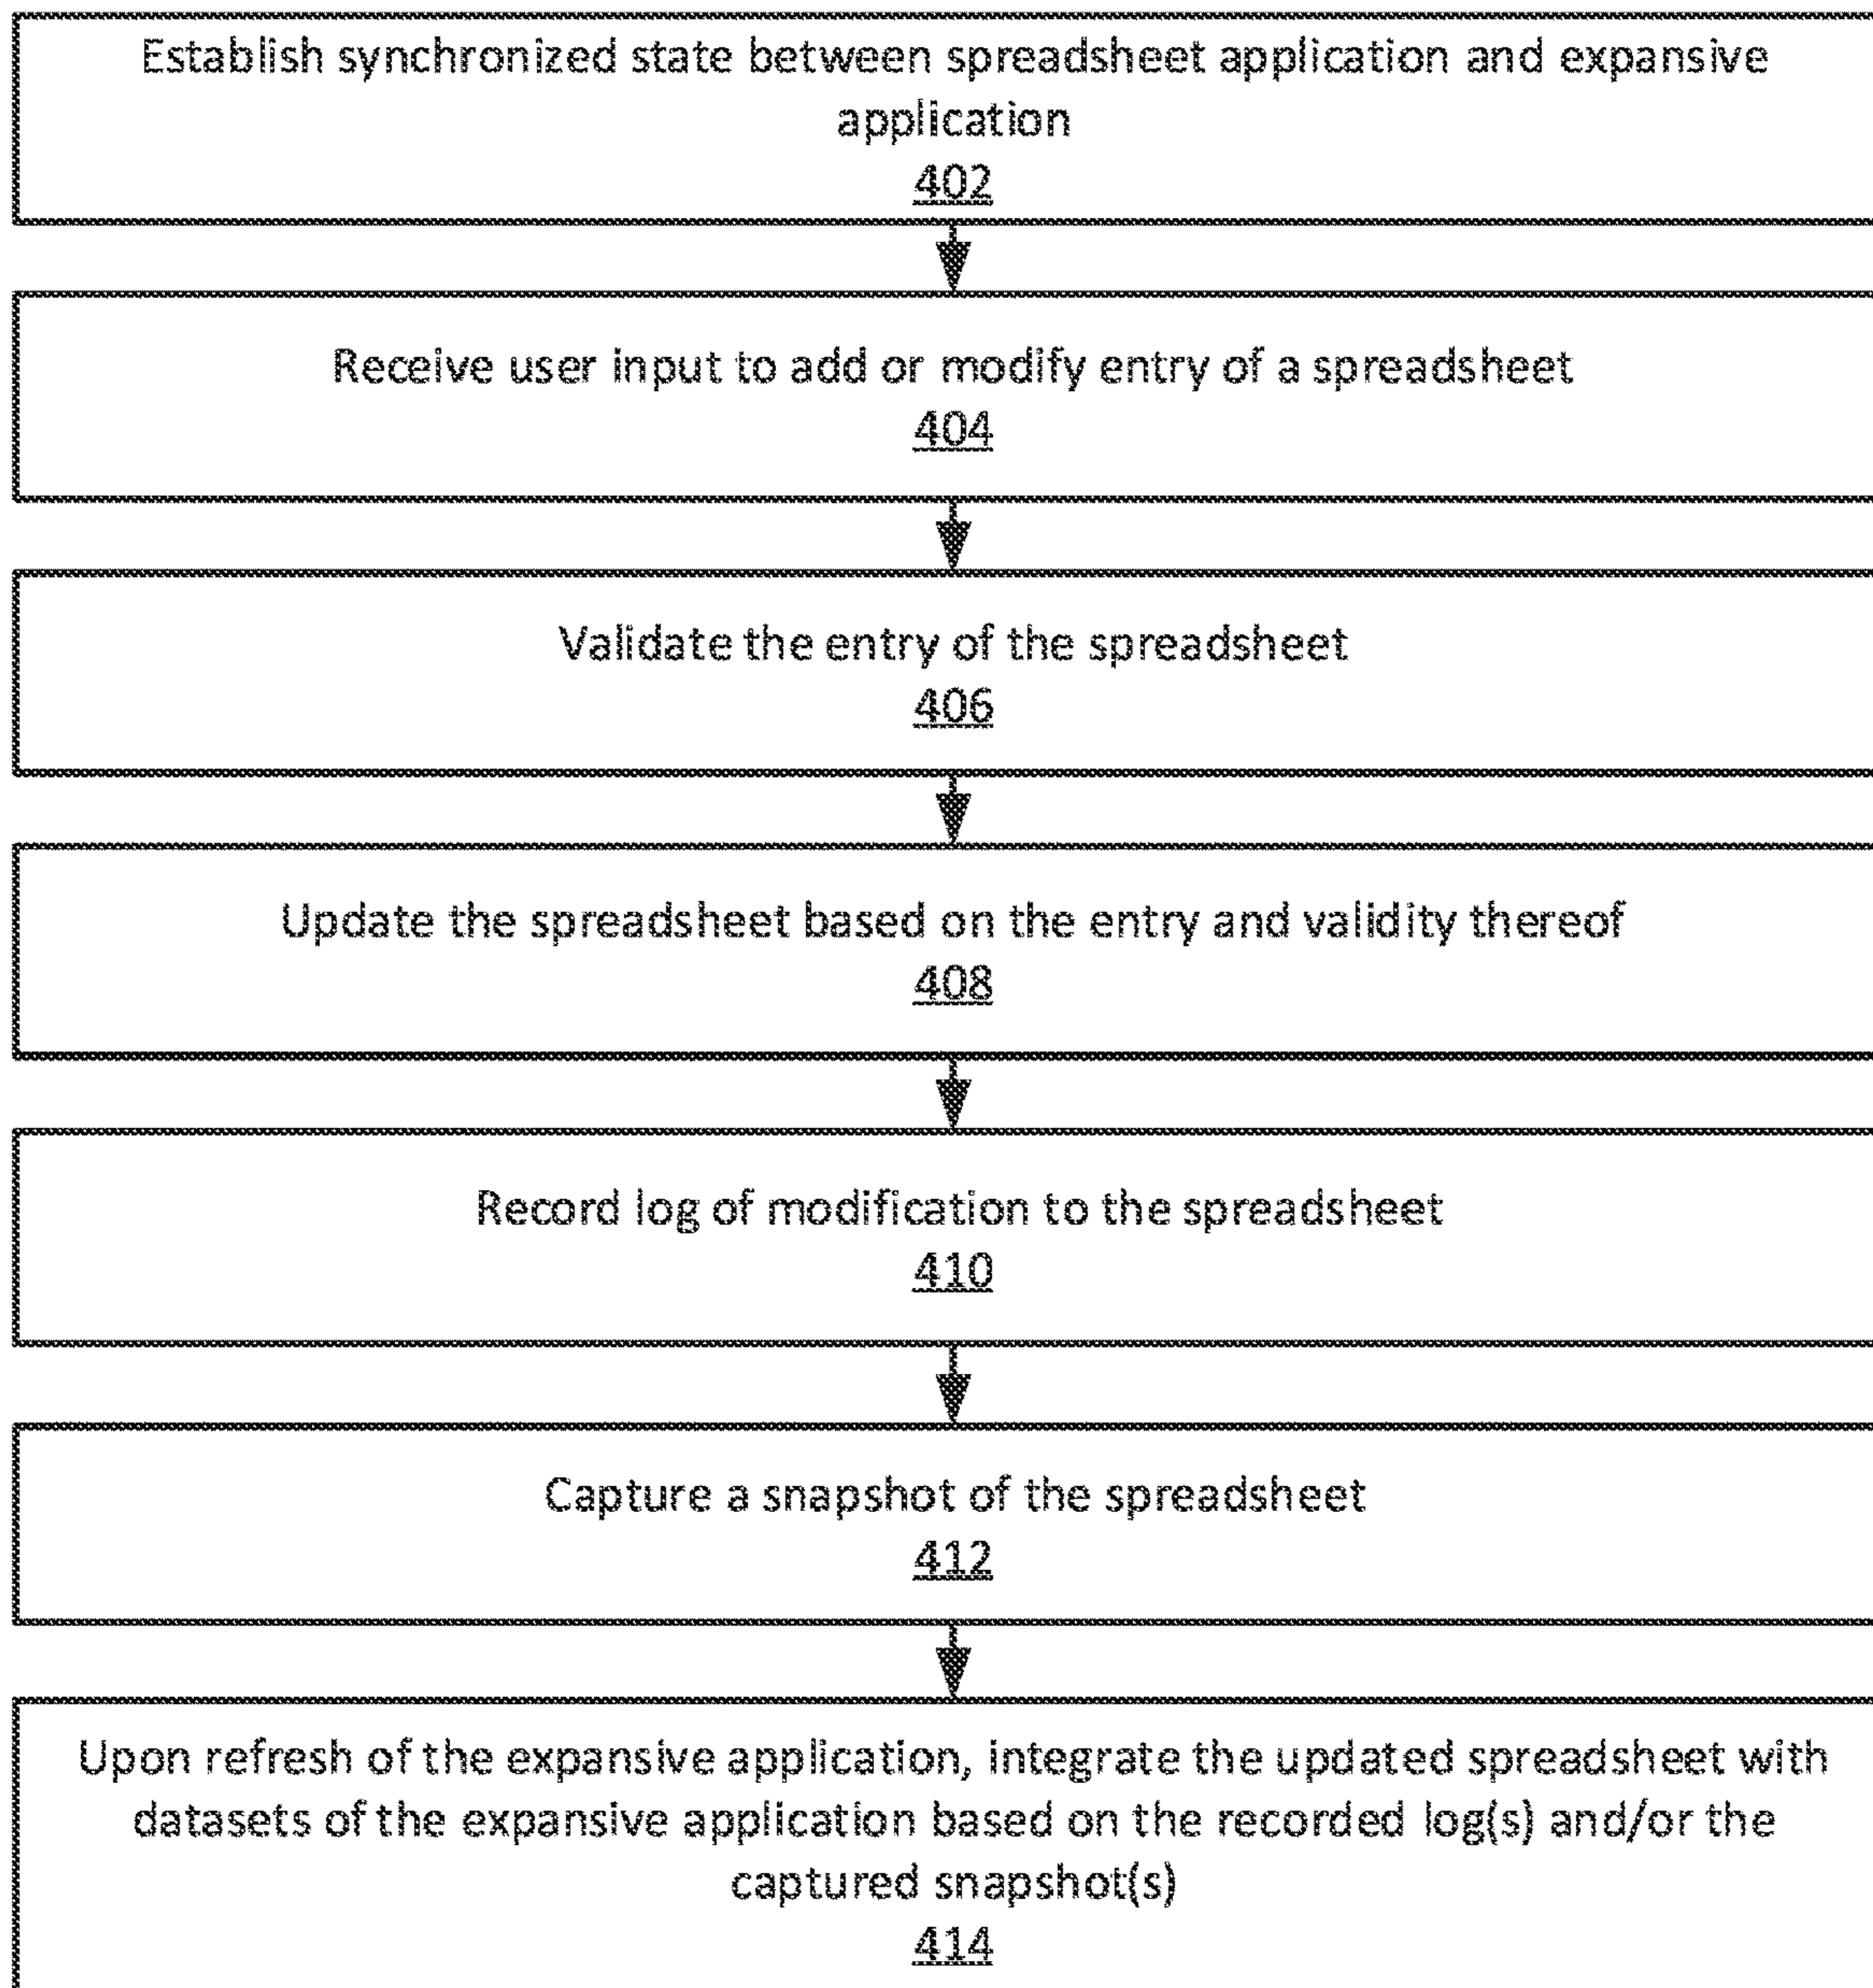 Establish synchronized state between spreadsheet application and expansive
application
402
Receive user input to add or modify entry of a spreadsheet
404
Validate the entry of the spreadsheet
406
Update the spreadsheet based on the entry and validity thereof
408
Record log of modification to the spreadsheet
410
Capture a snapshot of the spreadsheet
412
Upon refresh of the expansive application, integrate the updated spreadsheet with
datasets of the expansive application based on the recorded log(s) and/or the
captured snapshot(s)
414